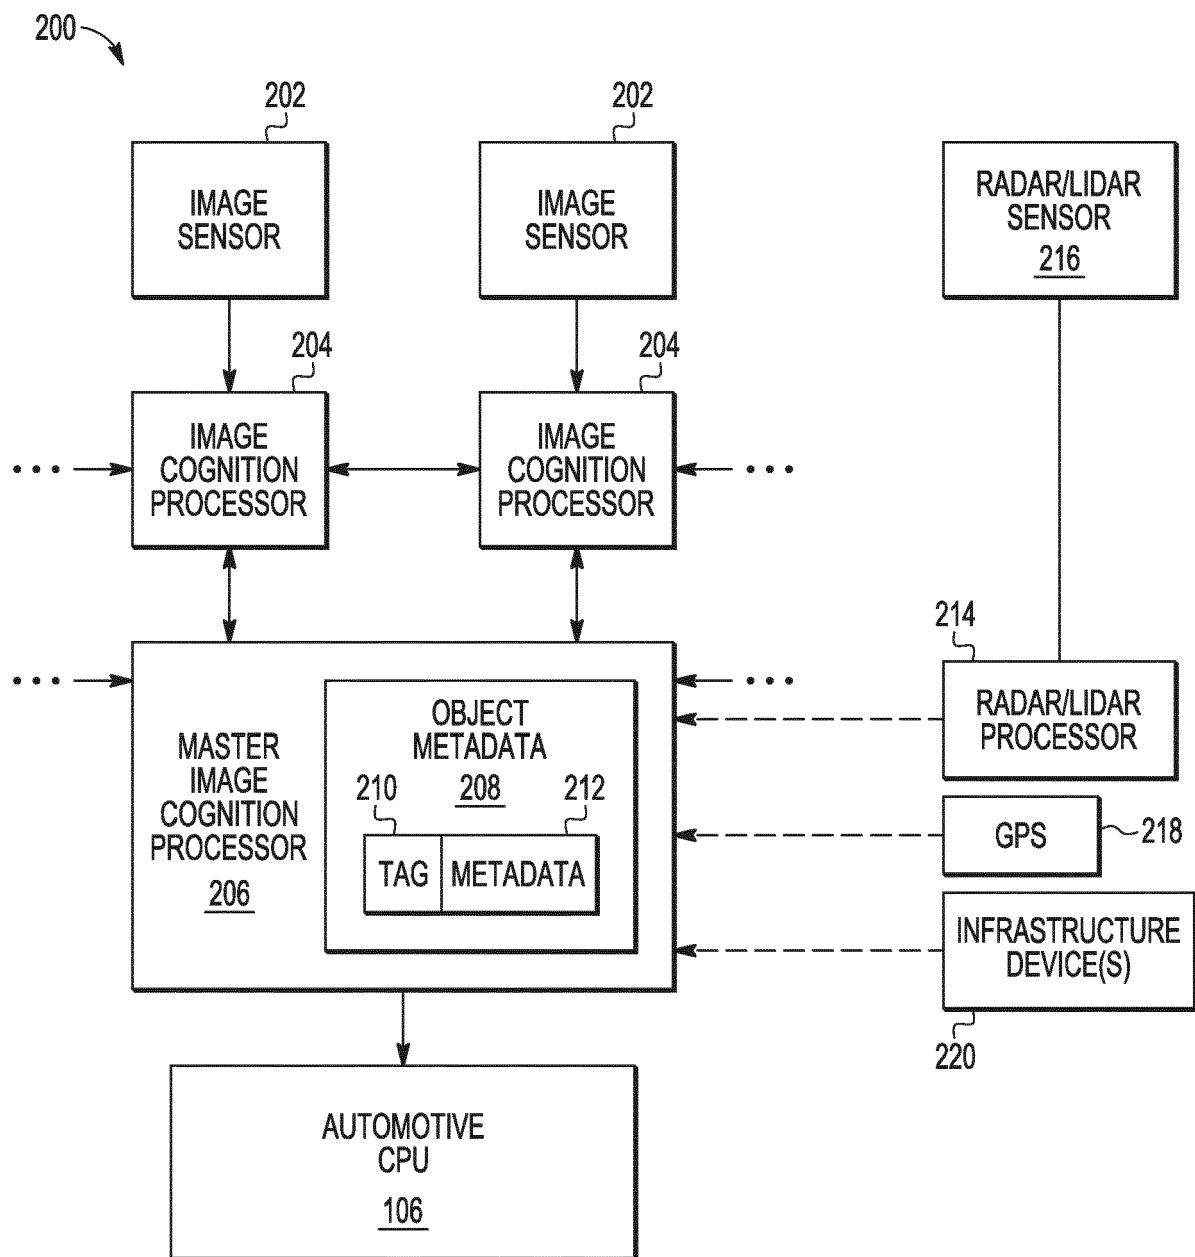 200
202
202
IMAGE
SENSOR
IMAGE
SENSOR
RADAR/LIDAR
SENSOR
216
204
204
IMAGE
COGNITION
PROCESSOR
IMAGE
COGNITION
PROCESSOR
•••
•••
214
RADAR/LIDAR
PROCESSOR
•••
•••
MASTER
IMAGE
COGNITION
PROCESSOR
206
OBJECT
METADATA
208
210
212
TAG
METADATA
GPS
218
INFRASTRUCTURE
DEVICE(S)
220
AUTOMOTIVE
CPU
106